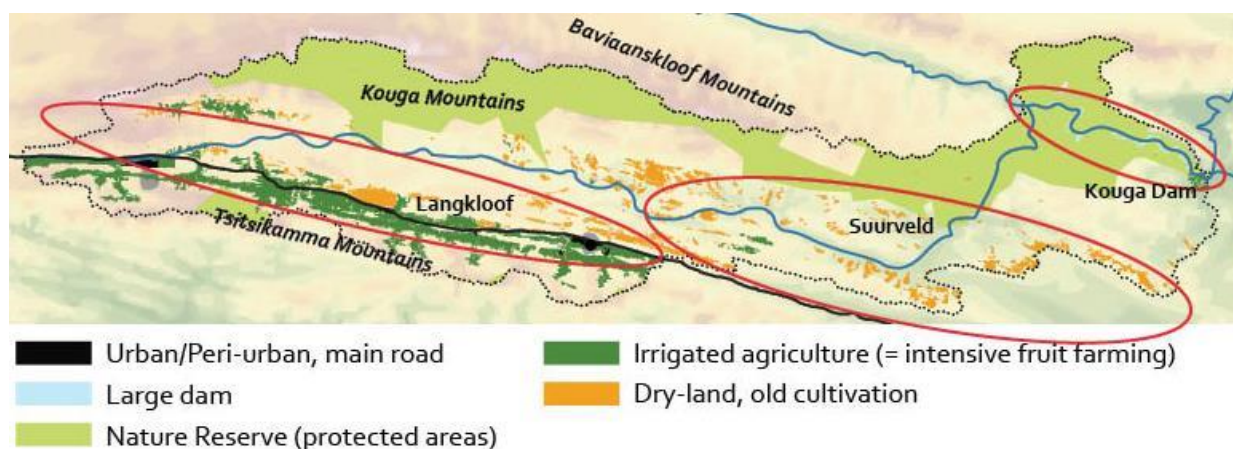 Baviaanskloof Mountains
Kouga Mountains
Kouga Dam
Langkloof
Suurveld
Tsitsikamma Mountains
Urban/Peri-urban, main road
Irrigated agriculture (= intensive fruit farming)
Large dam
Dry-land, old cultivation
Nature Reserve (protected areas)